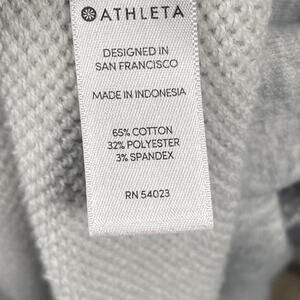 ATHLETA
DESIGNED IN
SAN FRANCISCO
MADE IN INDONESIA
65% COTTON
32% POLYESTER
3% SPANDEX
RN 54023